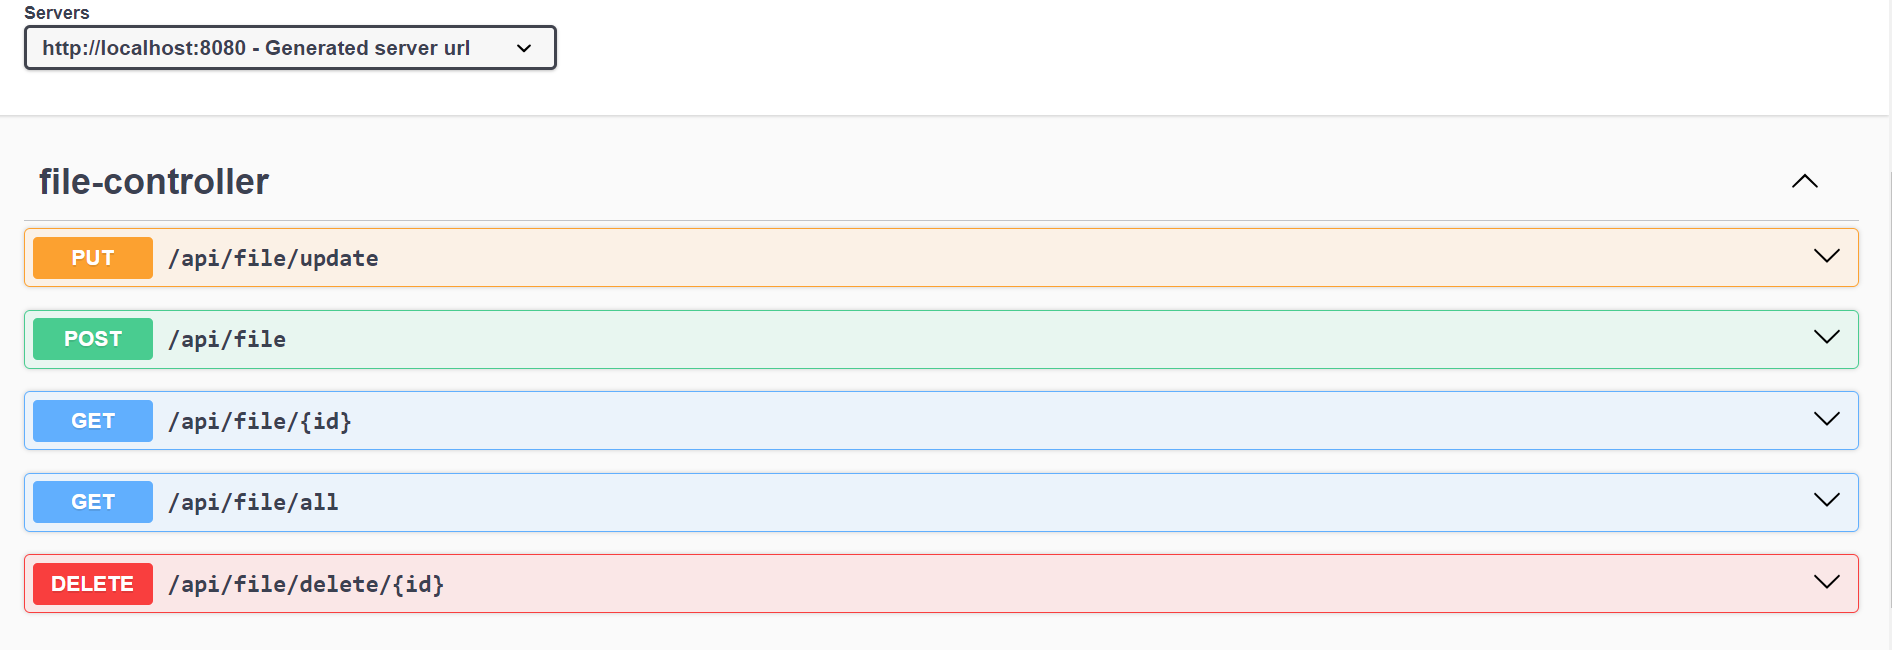 Servers
http://localhost:8080 - Generated server url
file-controller
PUT /api/file/update
POST /api/file
GET /api/file/{id}
GET /api/file/all
DELETE /api/file/delete/{id}